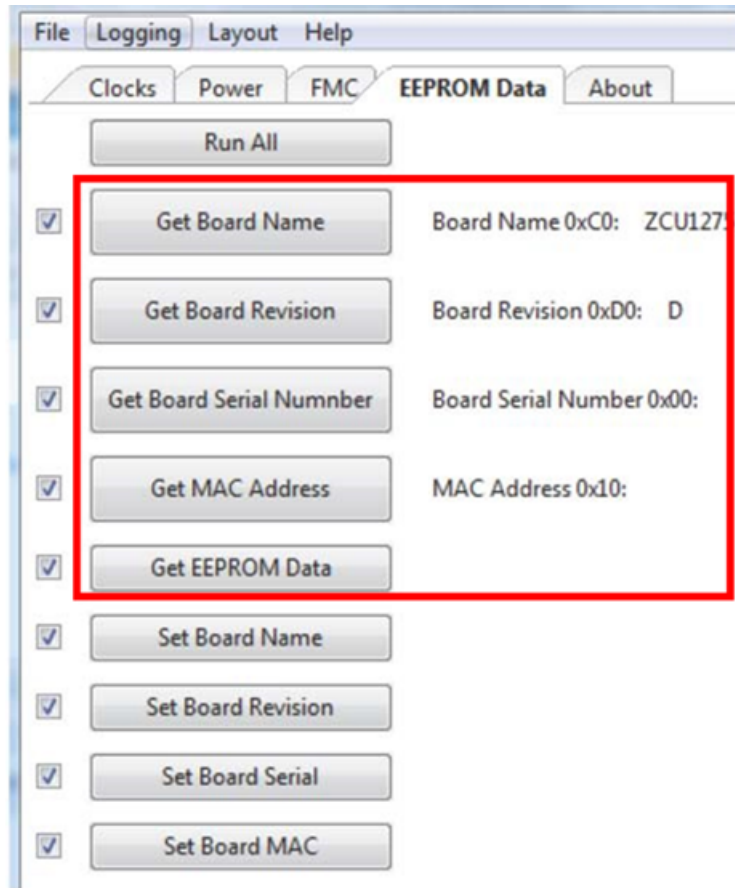 File Logging Layout Help
Clocks Power FMC EEPROM Data About
Run All
Get Board Name Board Name 0xC0: ZCU1275
Get Board Revision Board Revision 0xD0: D
Get Board Serial Numnber Board Serial Number 0x00:
Get MAC Address MAC Address 0x10:
Get EEPROM Data
Set Board Name
Set Board Revision
Set Board Serial
Set Board MAC